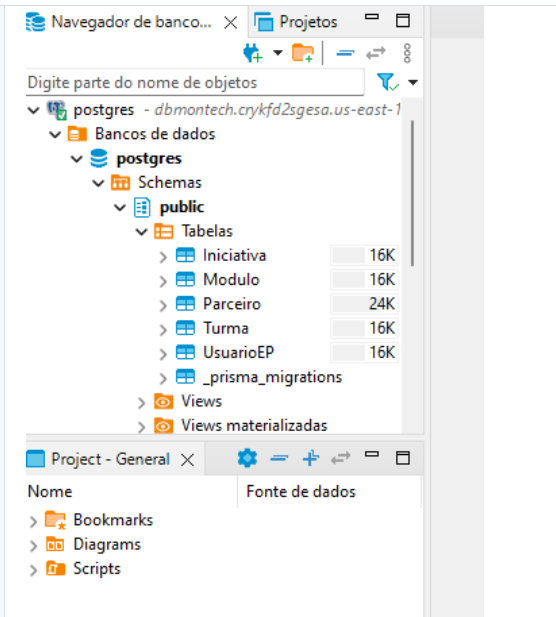 Navegador de banco... Projetos
Digite parte do nome de objetos
postgres - dbmontech.crykfd2sgesa.us-east-1
Bancos de dados
postgres
Schemas
public
Tabelas
Iniciativa 16K
Modulo 16K
Parceiro 24K
Turma 16K
UsuarioEP 16K
_prisma_migrations
Views
Views materializadas
Project - General
Nome Fonte de dados
Bookmarks
Diagrams
Scripts